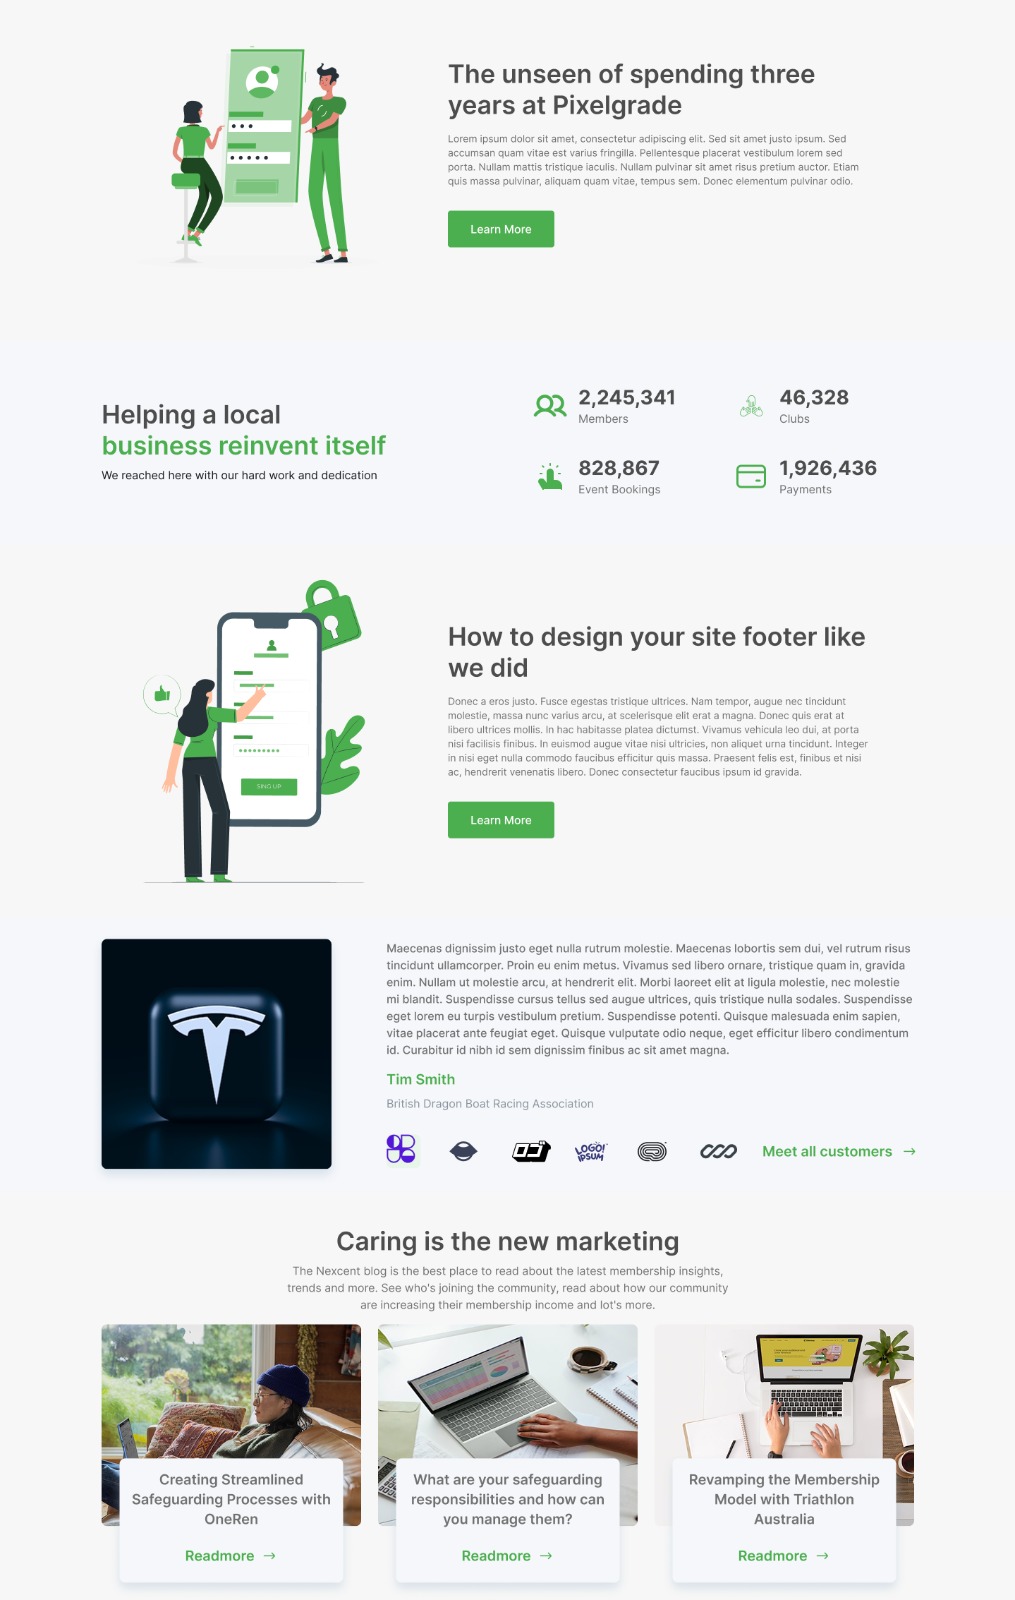 The unseen of spending three
years at Pixelgrade
Lorem ipsum dolor sit amet, consectetur adipiscing elit. Sed sit amet justo ipsum. Sed
accumsan quam vitae est varius fringilla. Pellentesque placerat vestibulum lorem sed
porta. Nullam mattis tristique iaculis. Nullam pulvinar sit amet risus pretium auctor. Etiam
quis massa pulvinar, aliquam quam vitae, tempus sem. Donec elementum pulvinar odio.
Learn More
Helping a local
business reinvent itself
We reached here with our hard work and dedication
2,245,341
Members
46,328
Clubs
828,867
Event Bookings
1,926,436
Payments
SING UP
How to design your site footer like
we did
Donec a eros justo. Fusce egestas tristique ultrices. Nam tempor, augue nec tincidunt
molestie, massa nunc varius arcu, at scelerisque elit erat a magna. Donec quis erat at
libero ultrices mollis. In hac habitasse platea dictumst. Vivamus vehicula leo dui, at porta
nisi facilisis finibus. In euismod augue vitae nisi ultricies, non aliquet urna tincidunt. Integer
in nisi eget nulla commodo faucibus efficitur quis massa. Praesent felis est, finibus et nisi
ac, hendrerit venenatis libero. Donec consectetur faucibus ipsum id gravida.
Learn More
Maecenas dignissim justo eget nulla rutrum molestie. Maecenas lobortis sem dui, vel rutrum risus
tincidunt ullamcorper. Proin eu enim metus. Vivamus sed libero ornare, tristique quam in, gravida
enim. Nullam ut molestie arcu, at hendrerit elit. Morbi laoreet elit at ligula molestie, nec molestie
mi blandit. Suspendisse cursus tellus sed augue ultrices, quis tristique nulla sodales. Suspendisse
eget lorem eu turpis vestibulum pretium. Suspendisse potenti. Quisque malesuada enim sapien,
vitae placerat ante feugiat eget. Quisque vulputate odio neque, eget efficitur libero condimentum
id. Curabitur id nibh id sem dignissim finibus ac sit amet magna.
Tim Smith
British Dragon Boat Racing Association
LOGO!
IPSUM
Meet all customers →
Caring is the new marketing
The Nexcent blog is the best place to read about the latest membership insights,
trends and more. See who's joining the community, read about how our community
are increasing their membership income and lot's more.
Creating Streamlined
Safeguarding Processes with
OneRen
Readmore →
What are your safeguarding
responsibilities and how can
you manage them?
Readmore →
Revamping the Membership
Model with Triathlon
Australia
Readmore →